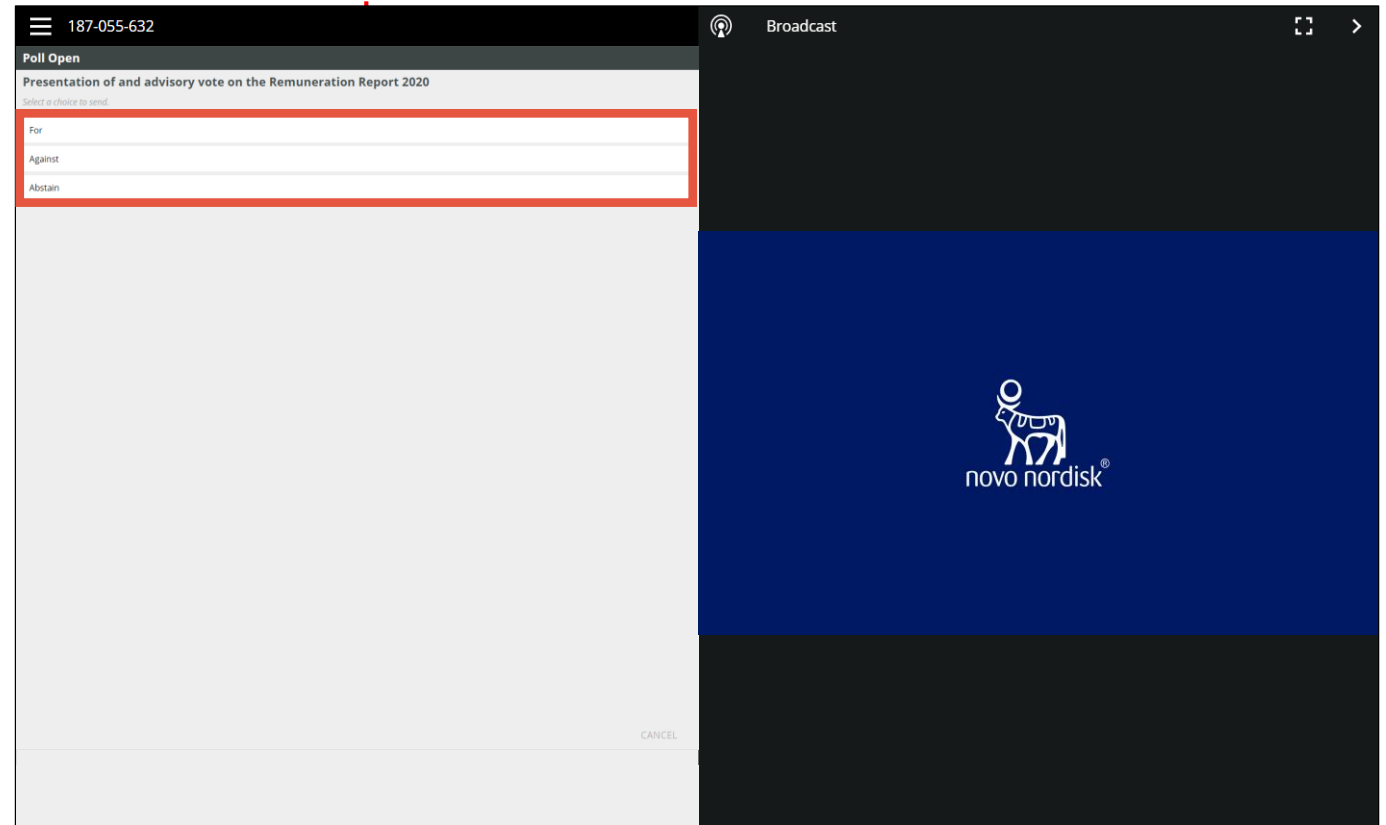 187-055-632
Poll Open
Presentation of and advisory vote on the Remuneration Report 2020
Select a choice to send.
For
Against
Abstain
CANCEL
Broadcast
novo nordisk®